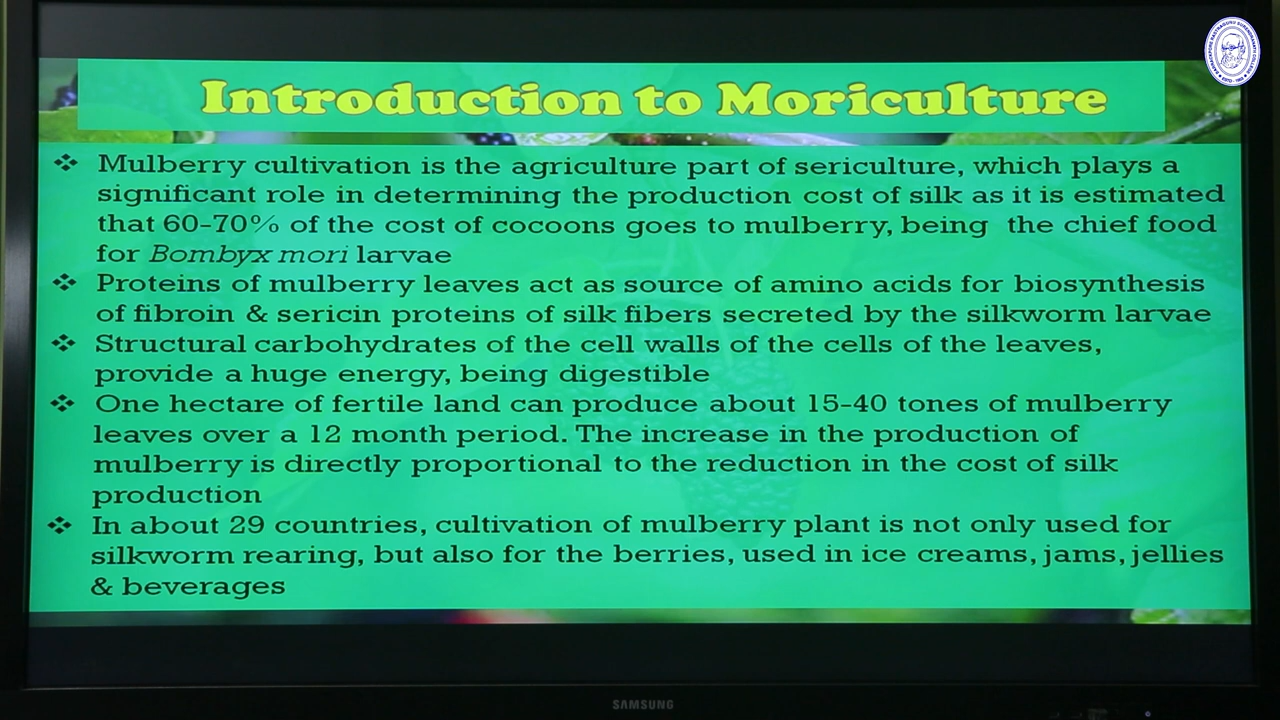 Introduction to Moriculture
❖ Mulberry cultivation is the agriculture part of sericulture, which plays a
significant role in determining the production cost of silk as it is estimated
that 60-70% of the cost of cocoons goes to mulberry, being the chief food
for Bombyx mori larvae
❖ Proteins of mulberry leaves act as source of amino acids for biosynthesis
of fibroin & sericin proteins of silk fibers secreted by the silkworm larvae
❖ Structural carbohydrates of the cell walls of the cells of the leaves,
provide a huge energy, being digestible
❖ One hectare of fertile land can produce about 15-40 tones of mulberry
leaves over a 12 month period. The increase in the production of
mulberry is directly proportional to the reduction in the cost of silk
production
❖ In about 29 countries, cultivation of mulberry plant is not only used for
silkworm rearing, but also for the berries, used in ice creams, jams, jellies
& beverages
SAMSUNG